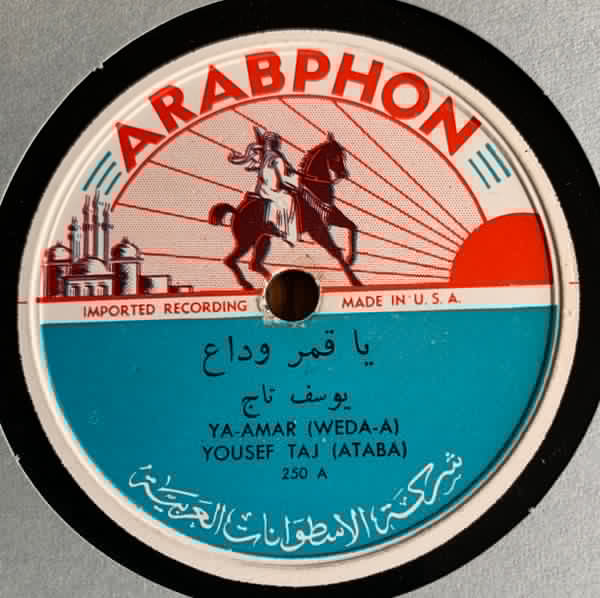 ARABPHON
IMPORTED RECORDING MADE IN U.S.A.
يا قمر وداع
يوسف تاج
YA-AMAR (WEDA-A)
YOUSEF TAJ (ATABA)
250 A
شركة الاسطوانات العربية